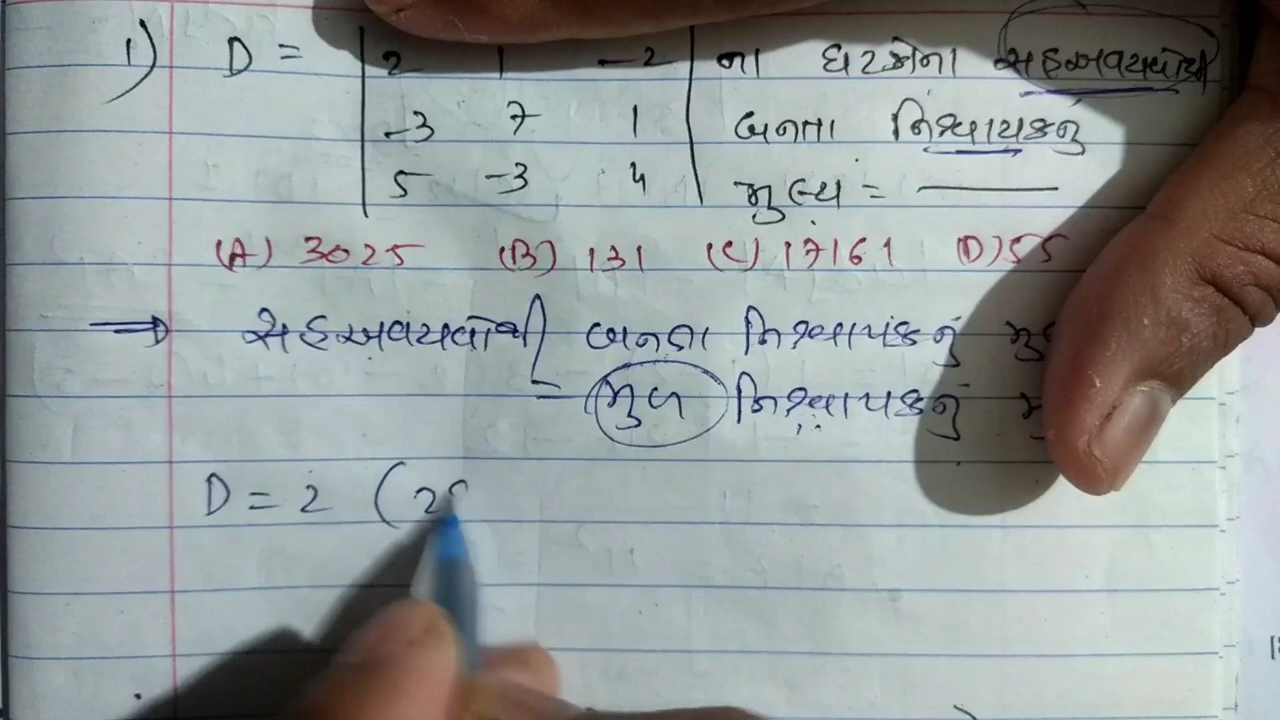 1) D = | 2 1 -2 | ના ઘટકોના સહઅવયવોથી
-3 7 1 બનતા નિશ્ચાયકનું
5 -3 4 મુલ્ય = ———
(A) 3025 (B) 131 (C) 17161 (D) 55
⇒ સહઅવયવોથી બનતા નિશ્ચાયકનું
- મુળ નિશ્ચાયકનું
D = 2 (28